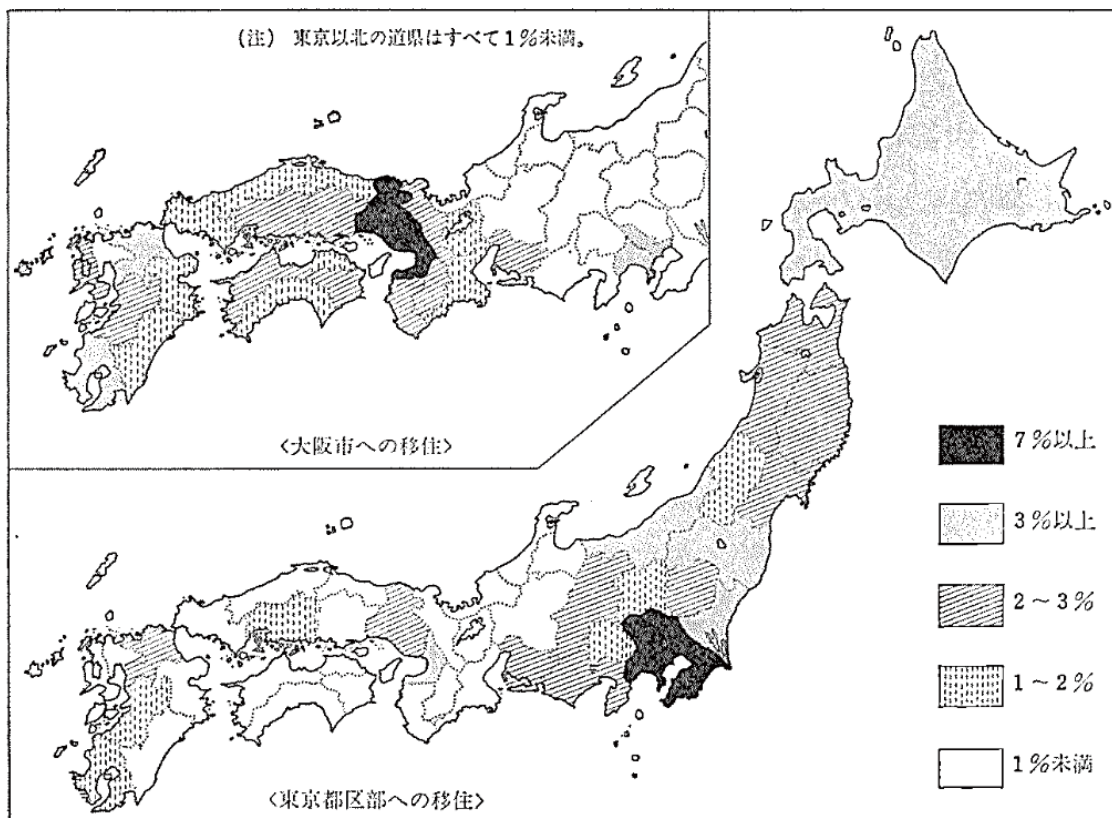 (注) 東京以北の道県はすべて1%未満。
<大阪市への移住>
7%以上
3%以上
2~3%
1~2%
1%未満
<東京都区部への移住>